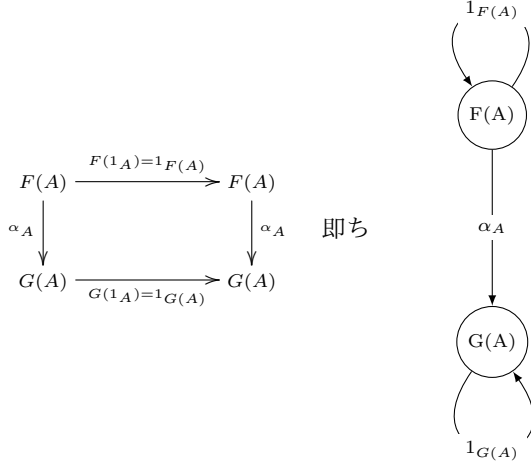 F(1_A)=1_{F(A)}
F(A) F(A)
α_A α_A
G(A) G(A)
G(1_A)=1_{G(A)}
即ち
1_{F(A)}
F(A)
α_A
G(A)
1_{G(A)}